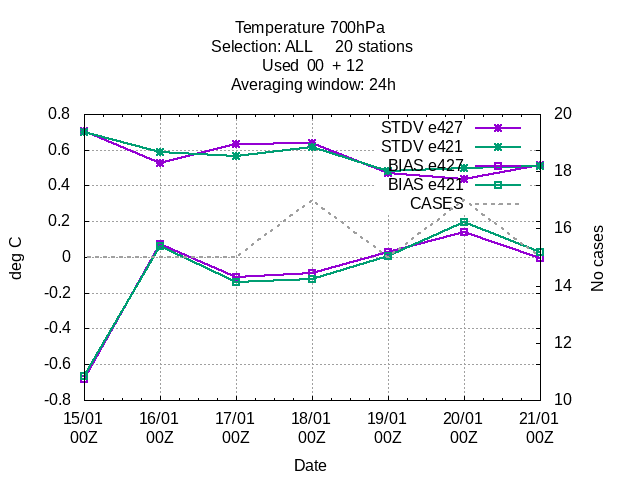 Temperature 700hPa
Selection: ALL     20 stations
Used  00  + 12
Averaging window: 24h
0.8
0.6
0.4
0.2
0
-0.2
-0.4
-0.6
-0.8
deg C
20
18
16
14
12
10
No cases
STDV e427
STDV e421
BIAS e427
BIAS e421
CASES
15/01 16/01 17/01 18/01 19/01 20/01 21/01
00Z 00Z 00Z 00Z 00Z 00Z 00Z
Date